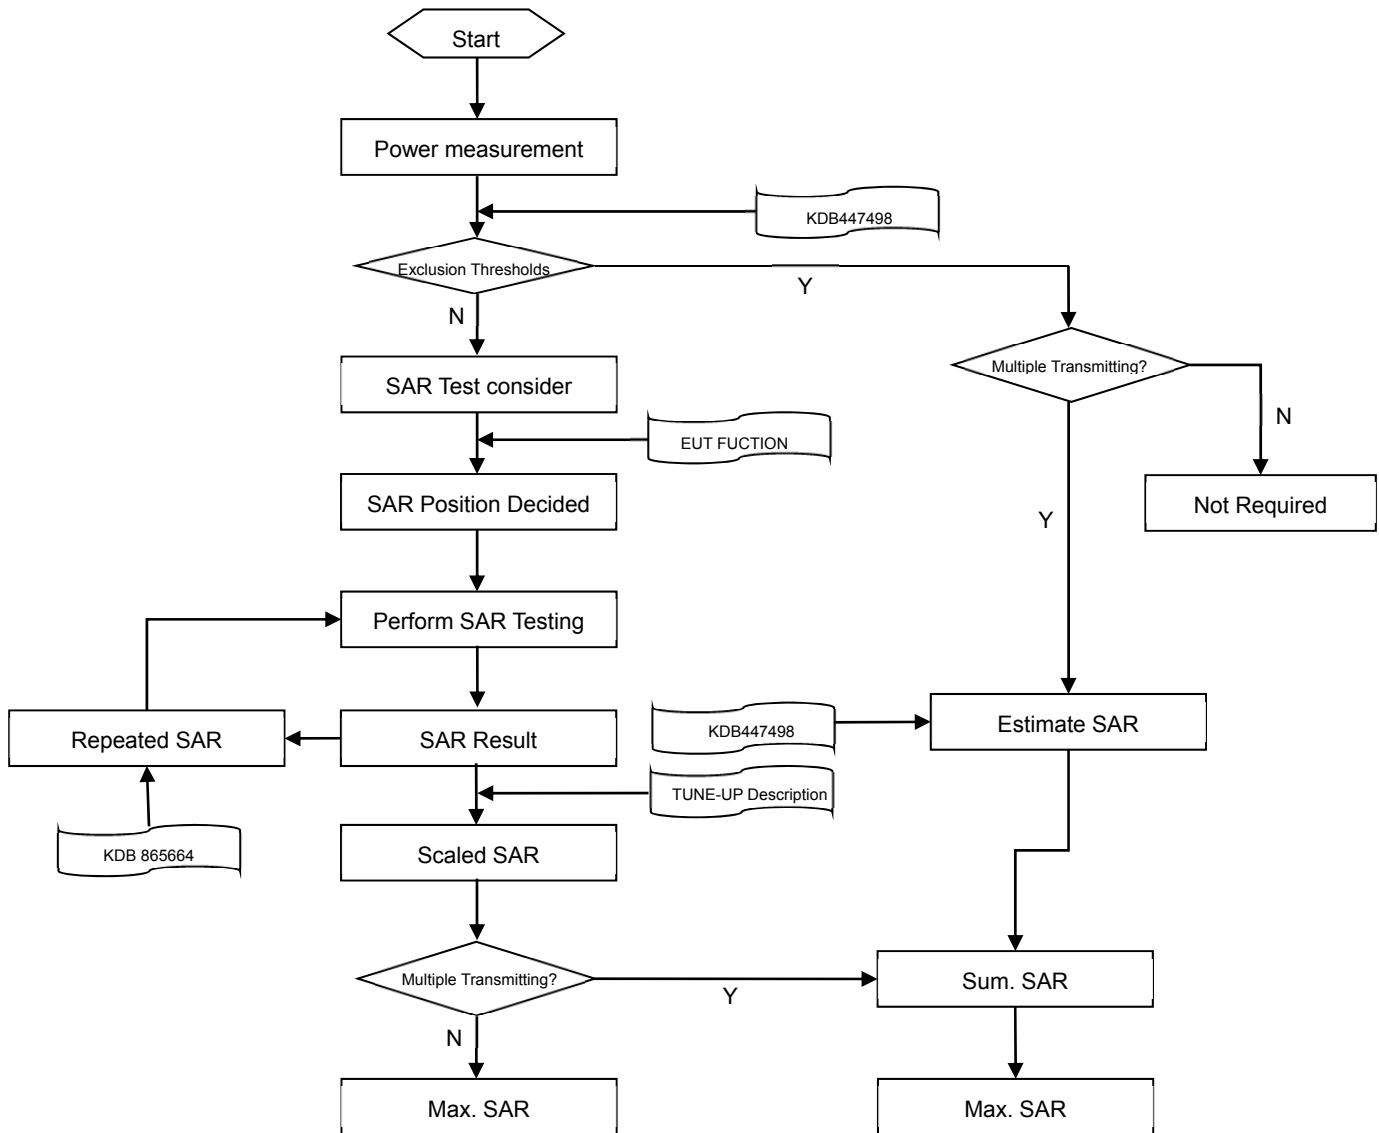 Start
Power measurement
KDB447498
Exclusion Thresholds
Y
N
Multiple Transmitting?
SAR Test consider
N
EUT FUCTION
SAR Position Decided
Not Required
Y
Perform SAR Testing
Repeated SAR
SAR Result
KDB447498
Estimate SAR
TUNE-UP Description
KDB 865664
Scaled SAR
Multiple Transmitting?
Y
Sum. SAR
N
Max. SAR
Max. SAR